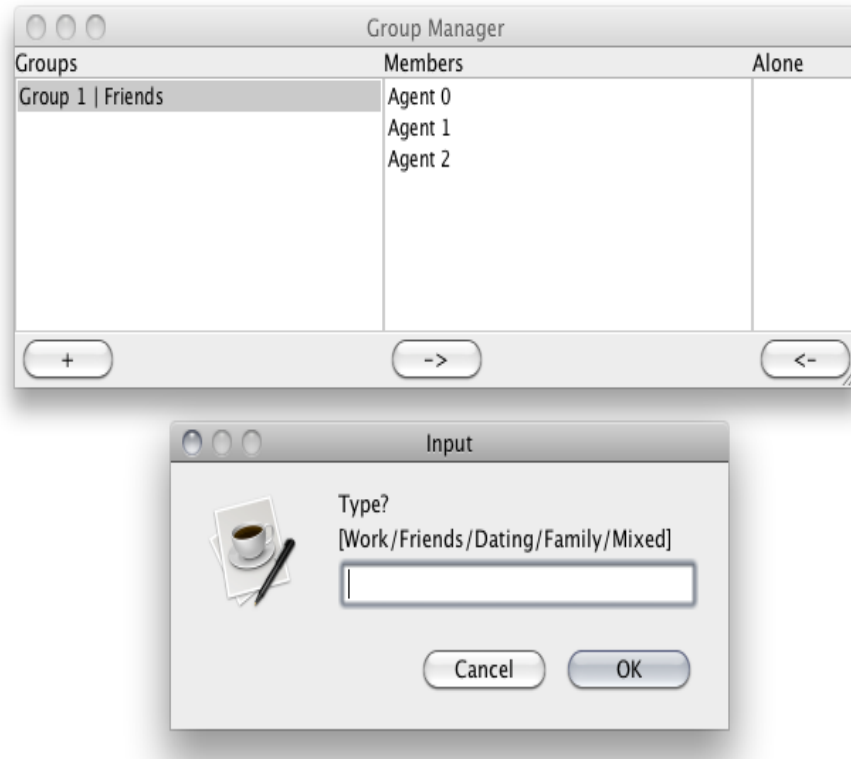 Group Manager
Groups Members Alone
Group 1 | Friends Agent 0
Agent 1
Agent 2
+ -> <-
Input
Type?
[Work/Friends/Dating/Family/Mixed]
Cancel OK